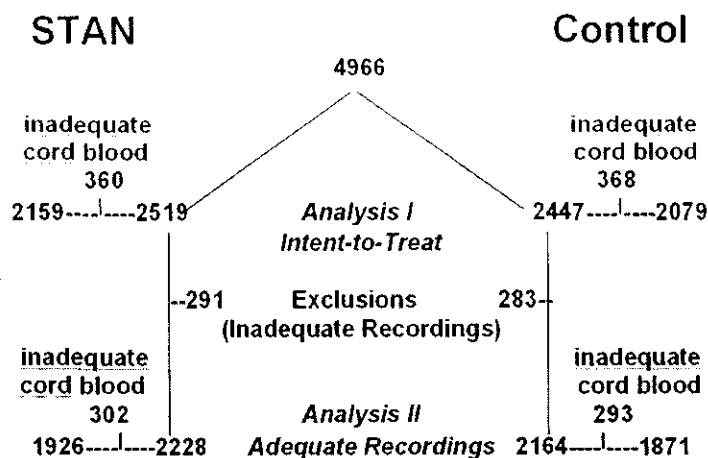 STAN Control
4966
inadequate inadequate
cord blood cord blood
360 368
2159----¦----2519 Analysis I 2447----¦----2079
Intent-to-Treat
--291 Exclusions 283--
(Inadequate Recordings)
inadequate inadequate
cord blood cord blood
302 Analysis II 293
1926----¦----2228 Adequate Recordings 2164----¦----1871